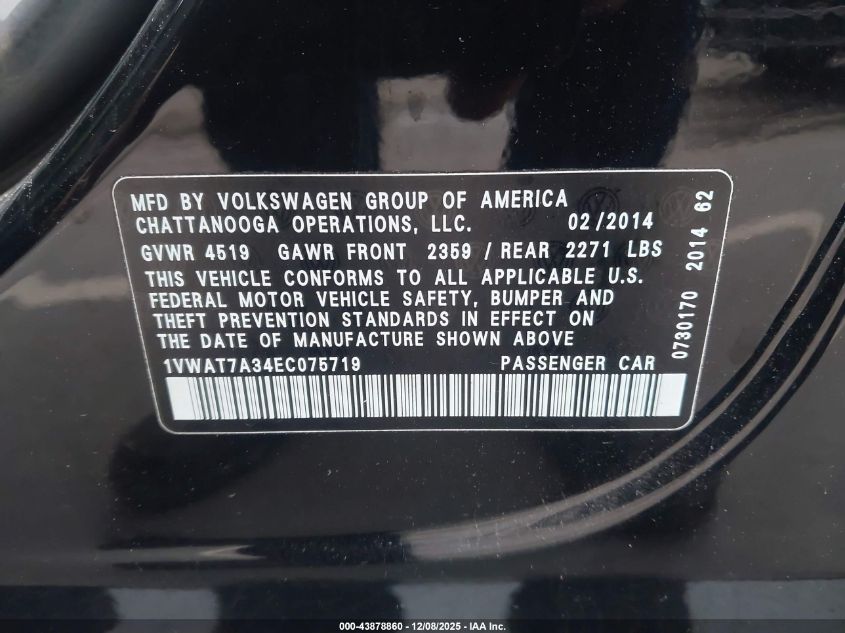 MFD BY VOLKSWAGEN GROUP OF AMERICA
CHATTANOOGA OPERATIONS, LLC. 02/2014
GVWR 4519 GAWR FRONT 2359 / REAR 2271 LBS
THIS VEHICLE CONFORMS TO ALL APPLICABLE U.S.
FEDERAL MOTOR VEHICLE SAFETY, BUMPER AND
THEFT PREVENTION STANDARDS IN EFFECT ON
THE DATE OF MANUFACTURE SHOWN ABOVE
1VWAT7A34EC075719 PASSENGER CAR
0730170 2014 62
000-43878860 - 12/08/2025 - IAA Inc.